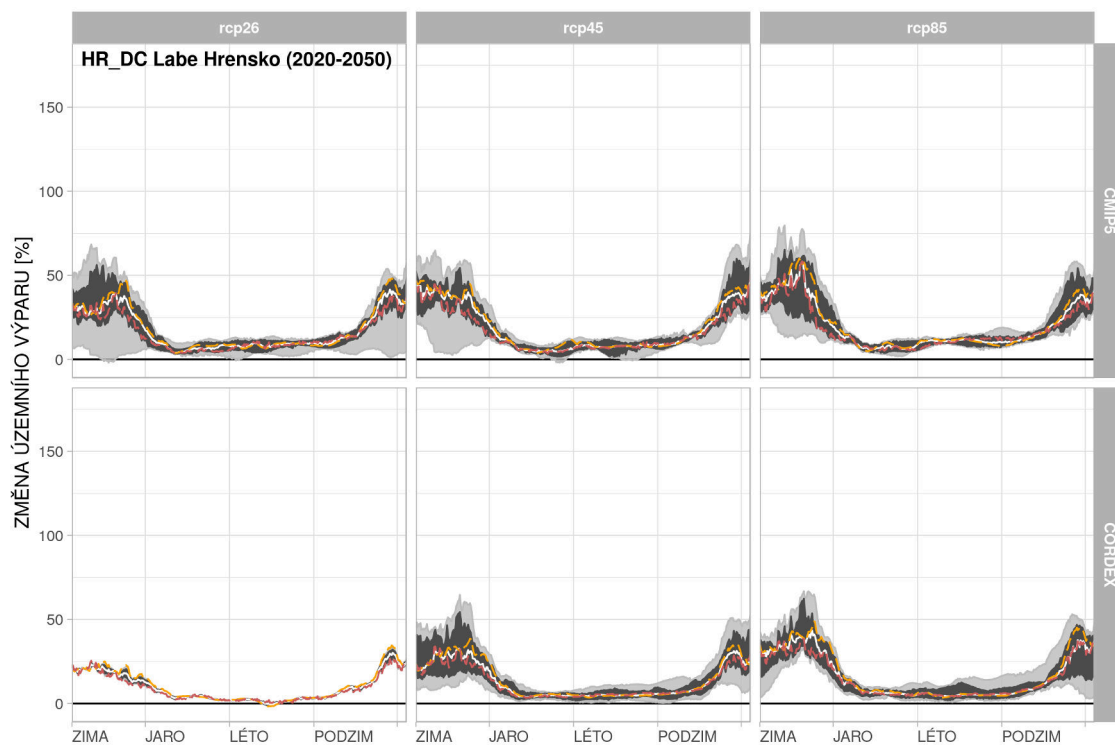 rcp26 rcp45 rcp85
HR_DC Labe Hrensko (2020-2050)
ZMĚNA ÚZEMNÍHO VÝPARU [%]
150
100
50
0
CMIP5
150
100
50
0
CORDEX
ZIMA JARO LÉTO PODZIM ZIMA JARO LÉTO PODZIM ZIMA JARO LÉTO PODZIM